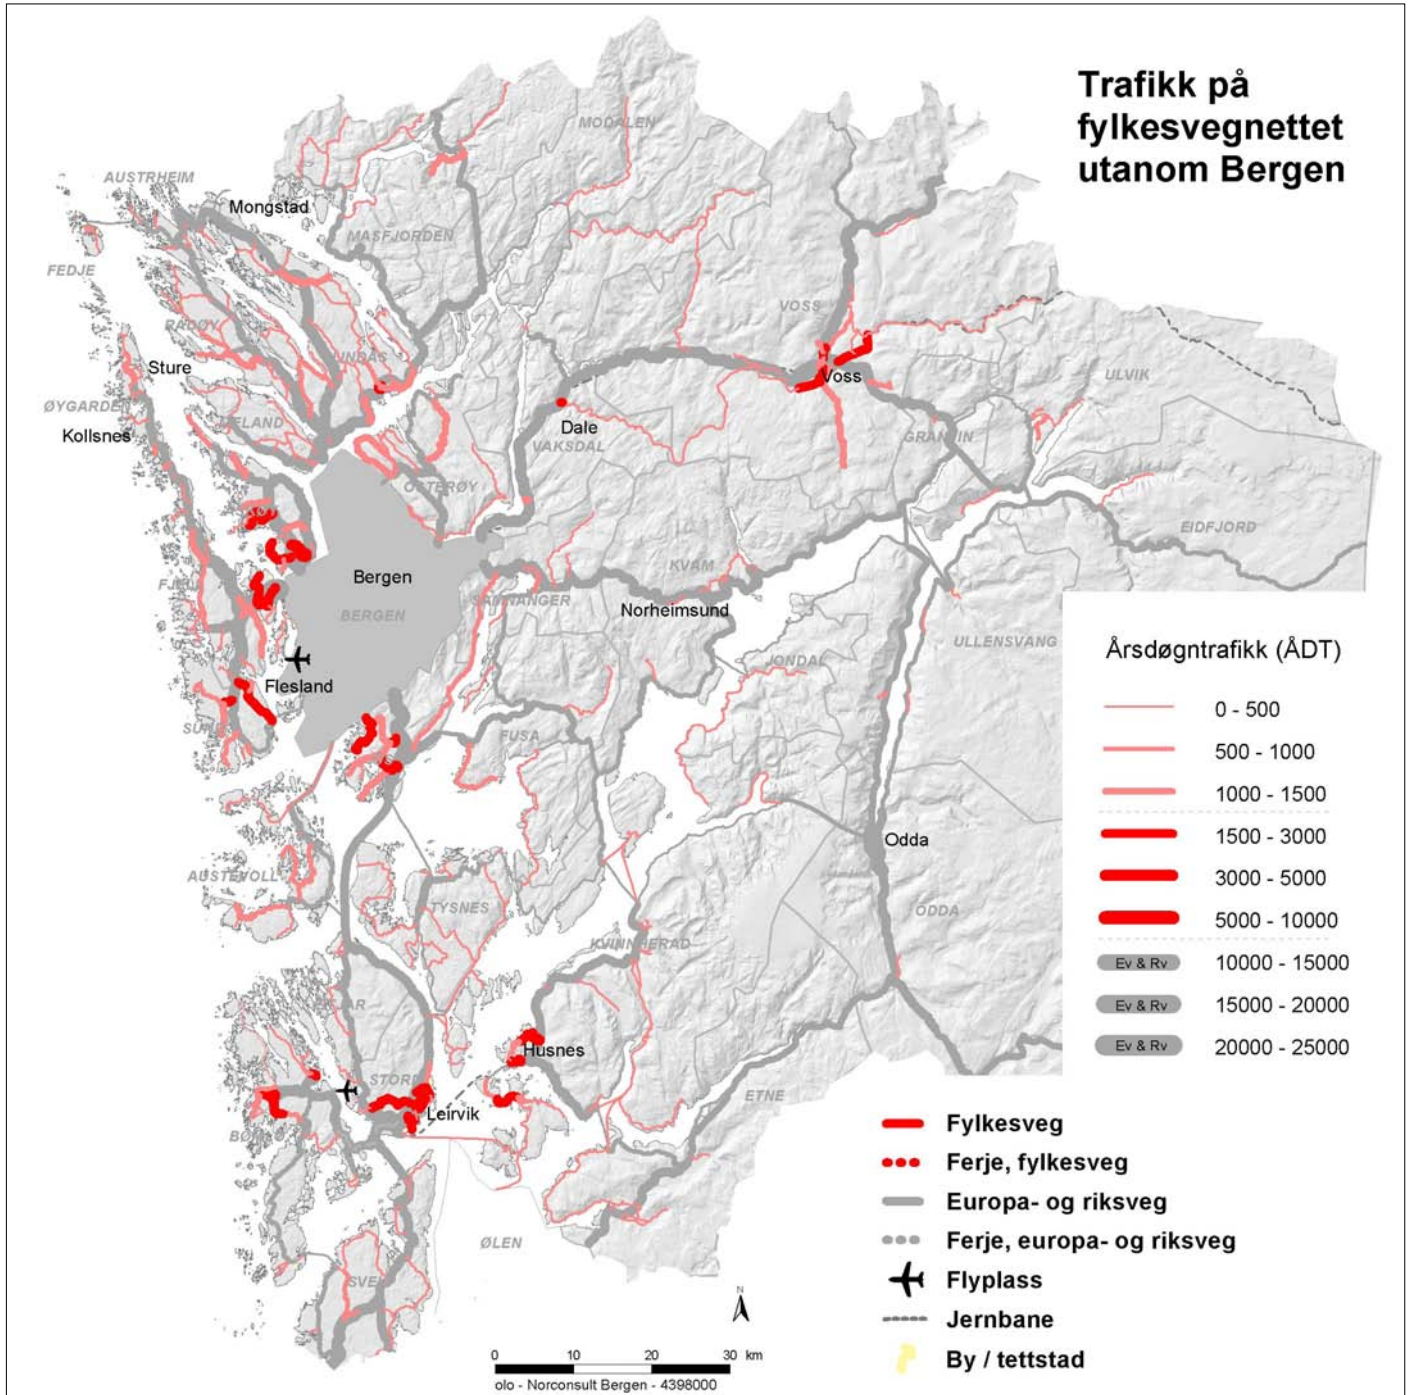 Trafikk på
fylkesvegnettet
utanom Bergen
MODALEN
AUSTRHEIM
Mongstad
MASFJORDEN
FEDJE
VOSS
RADØY
Sture
Voss
ULVIK
ØYGARDEN
Kollsnes
Dale
VAKSDAL
OSTERØY
EIDFJORD
KVAM
Bergen
BERGEN
SAMNANGER
Norheimsund
ULLENSVANG
JONDAL
Flesland
FUSA
Odda
AUSTEVOLL
TYSNES
ODDA
KVINNHERAD
Husnes
ETNE
Leirvik
ØLEN
Årsdøgntrafikk (ÅDT)
0 - 500
500 - 1000
1000 - 1500
1500 - 3000
3000 - 5000
5000 - 10000
Ev & Rv 10000 - 15000
Ev & Rv 15000 - 20000
Ev & Rv 20000 - 25000
Fylkesveg
Ferje, fylkesveg
Europa- og riksveg
Ferje, europa- og riksveg
Flyplass
Jernbane
By / tettstad
N
0 10 20 30 km
olo - Norconsult Bergen - 4398000